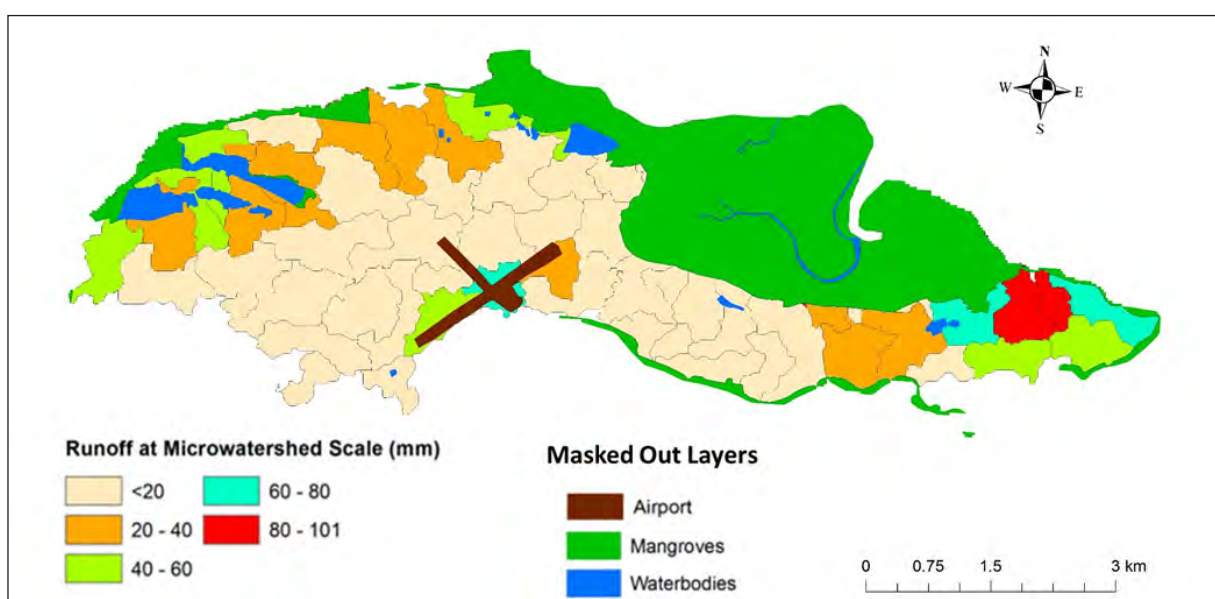 N
W E
S
Runoff at Microwatershed Scale (mm)
<20
20 - 40
40 - 60
60 - 80
80 - 101
Masked Out Layers
Airport
Mangroves
Waterbodies
0 0.75 1.5 3 km